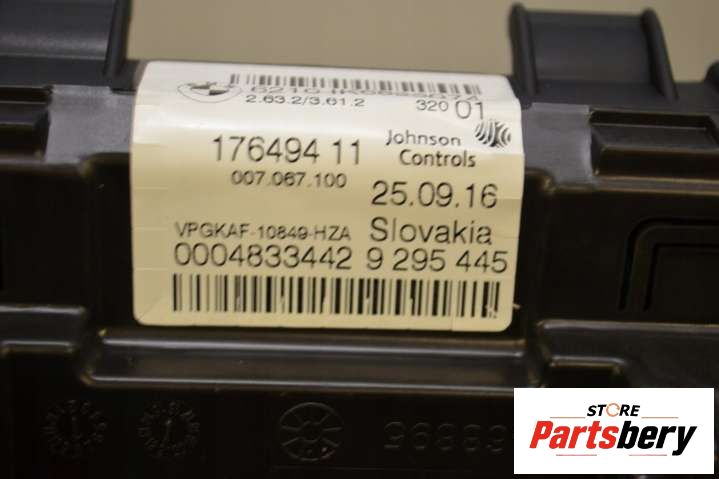 2.63.2/3.61.2 320 01
176494 11 Johnson Controls
007.067.100 25.09.16
VPGKAF-10849-HZA Slovakia
0004833442 9 295 445
STORE
Partsbery